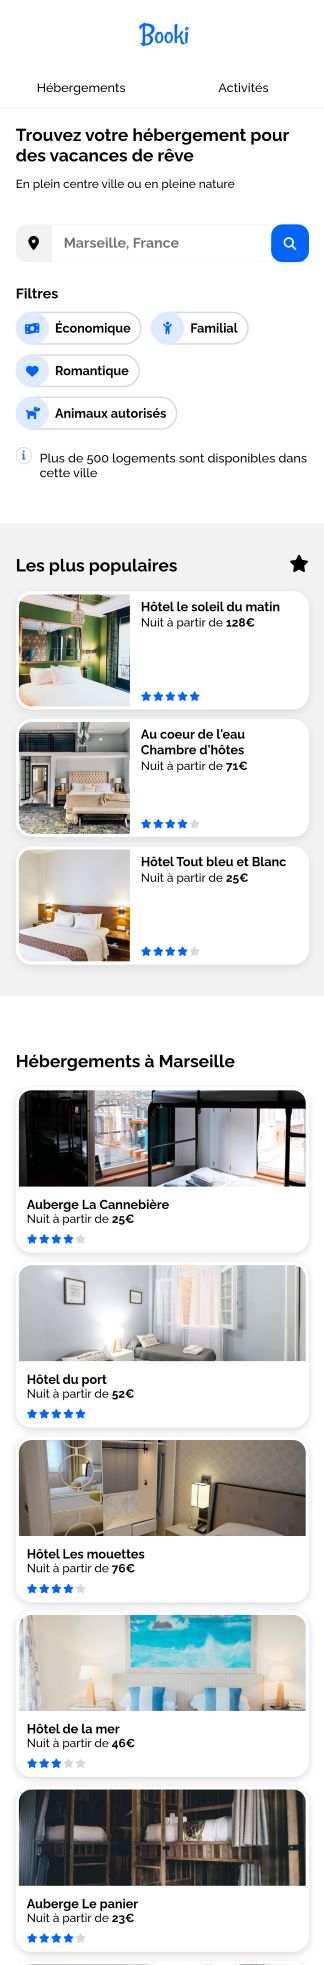 Booki
Hébergements
Activités
Trouvez votre hébergement pour
des vacances de rêve
En plein centre ville ou en pleine nature
Marseille, France
Filtres
Économique
Familial
Romantique
Animaux autorisés
Plus de 500 logements sont disponibles dans
cette ville
Les plus populaires
Hôtel le soleil du matin
Nuit à partir de 128€
Au coeur de l'eau
Chambre d'hôtes
Nuit à partir de 71€
Hôtel Tout bleu et Blanc
Nuit à partir de 25€
Hébergements à Marseille
Auberge La Cannebière
Nuit à partir de 25€
Hôtel du port
Nuit à partir de 52€
Hôtel Les mouettes
Nuit à partir de 76€
Hôtel de la mer
Nuit à partir de 46€
Auberge Le panier
Nuit à partir de 23€